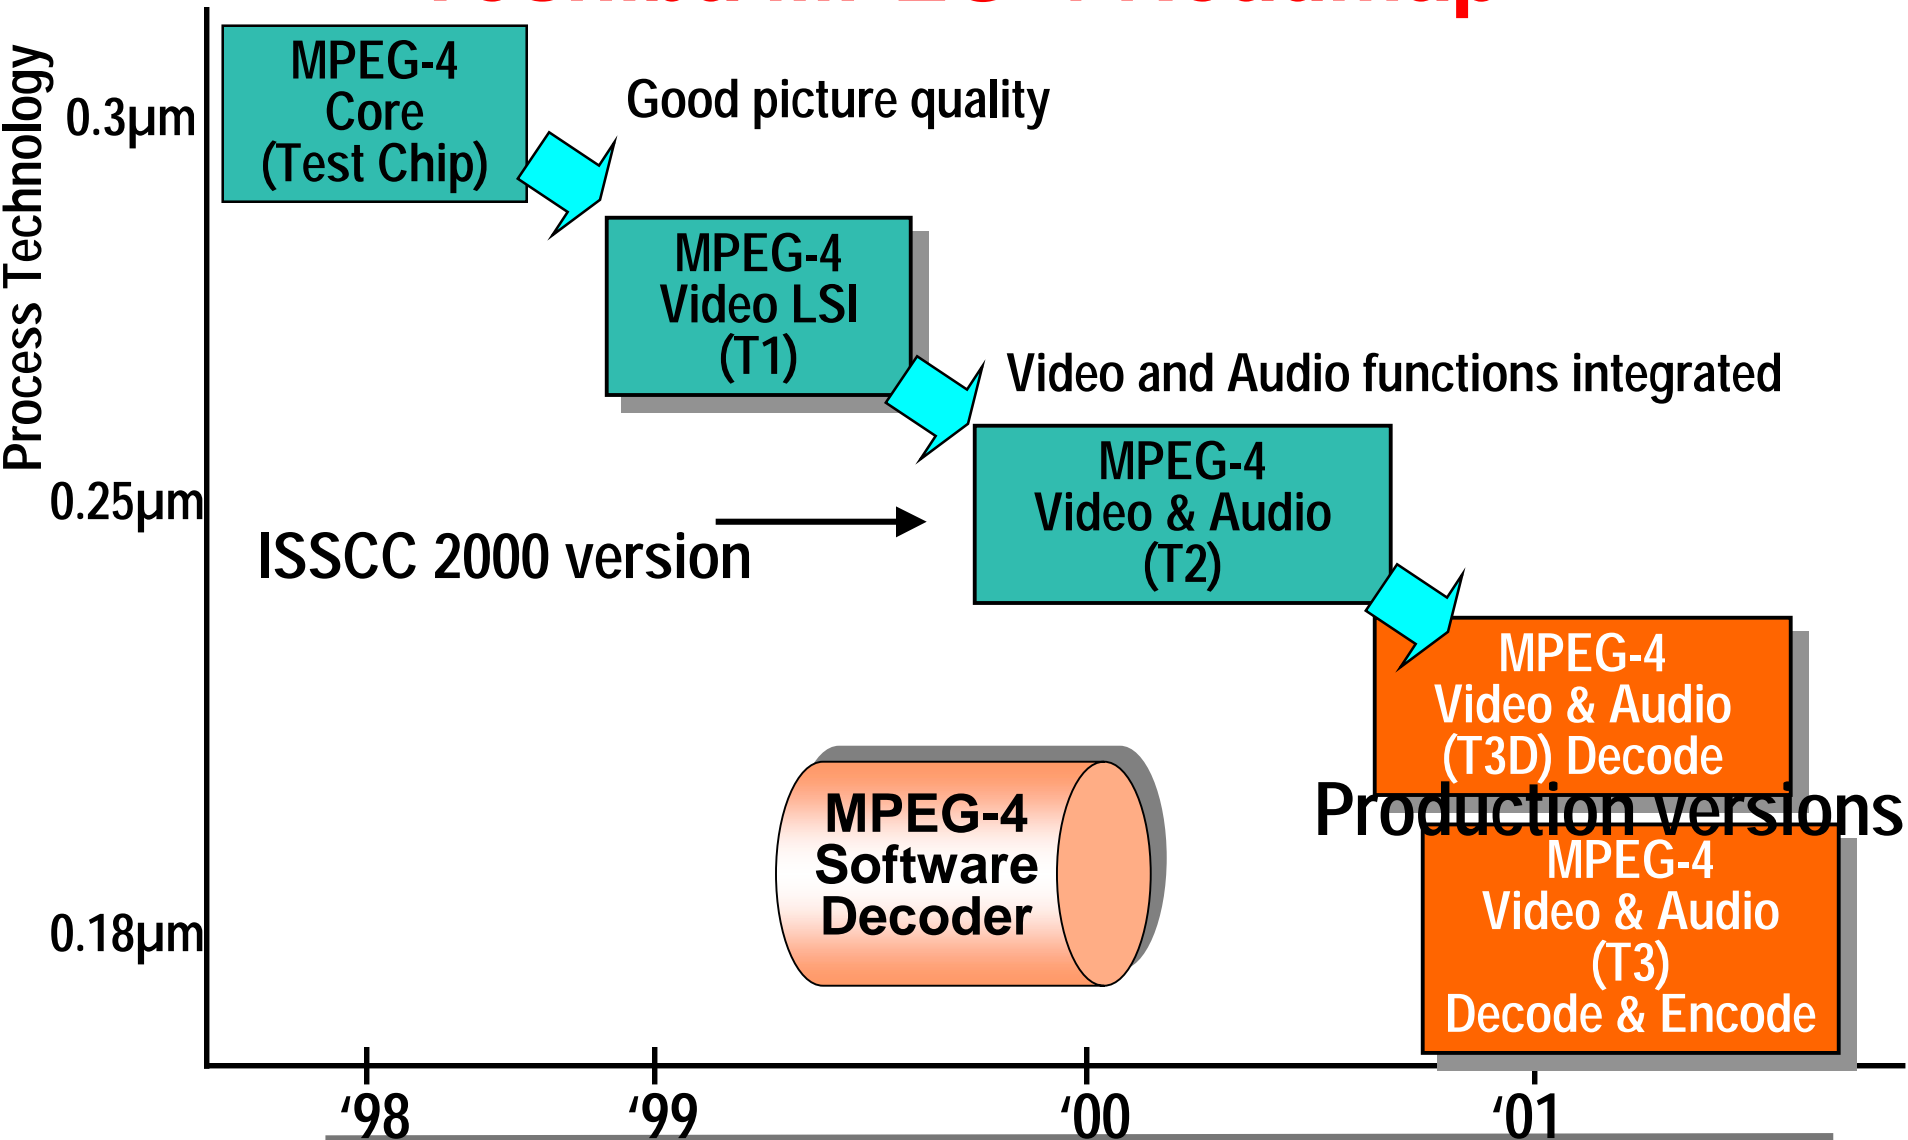 Process Technology
0.3µm
0.25µm
0.18µm
MPEG-4
Core
(Test Chip)
Good picture quality
MPEG-4
Video LSI
(T1)
Video and Audio functions integrated
MPEG-4
Video & Audio
(T2)
ISSCC 2000 version
MPEG-4
Video & Audio
(T3D) Decode
Production versions
MPEG-4
Software
Decoder
MPEG-4
Video & Audio
(T3)
Decode & Encode
‘98
‘99
‘00
‘01